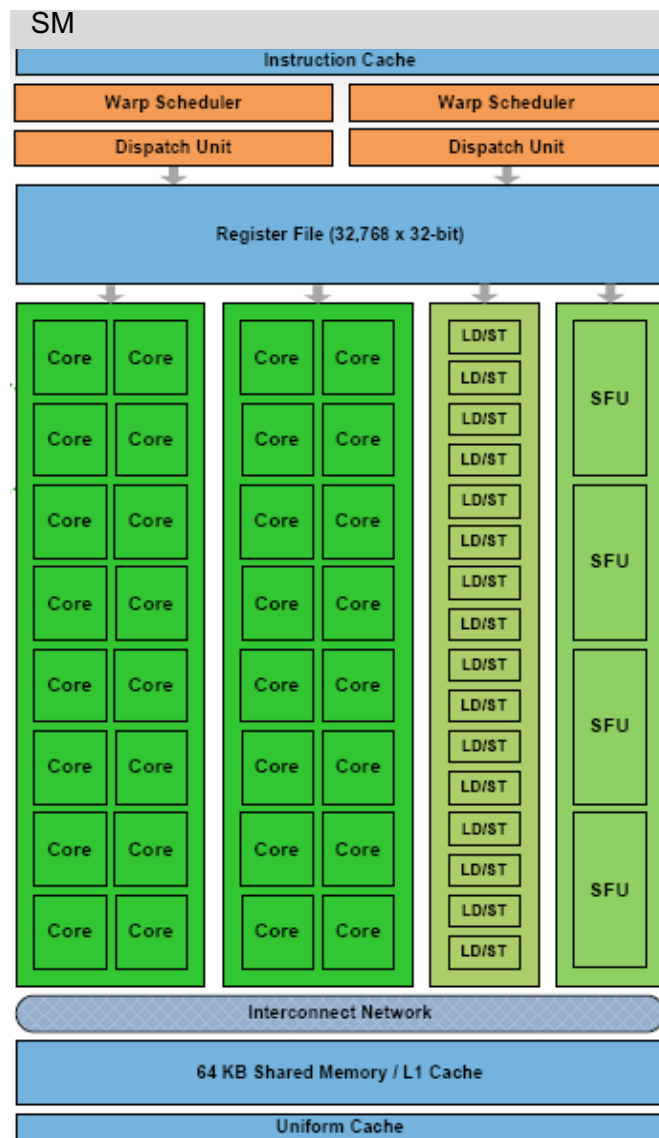 SM
Instruction Cache
Warp Scheduler Warp Scheduler
Dispatch Unit Dispatch Unit
Register File (32,768 x 32-bit)
Core Core Core Core LD/ST
LD/ST
SFU
Core Core Core Core LD/ST
LD/ST
Core Core Core Core LD/ST
LD/ST
SFU
Core Core Core Core LD/ST
LD/ST
Core Core Core Core LD/ST
LD/ST
SFU
Core Core Core Core LD/ST
LD/ST
Core Core Core Core LD/ST
LD/ST
SFU
Core Core Core Core LD/ST
LD/ST
Interconnect Network
64 KB Shared Memory / L1 Cache
Uniform Cache